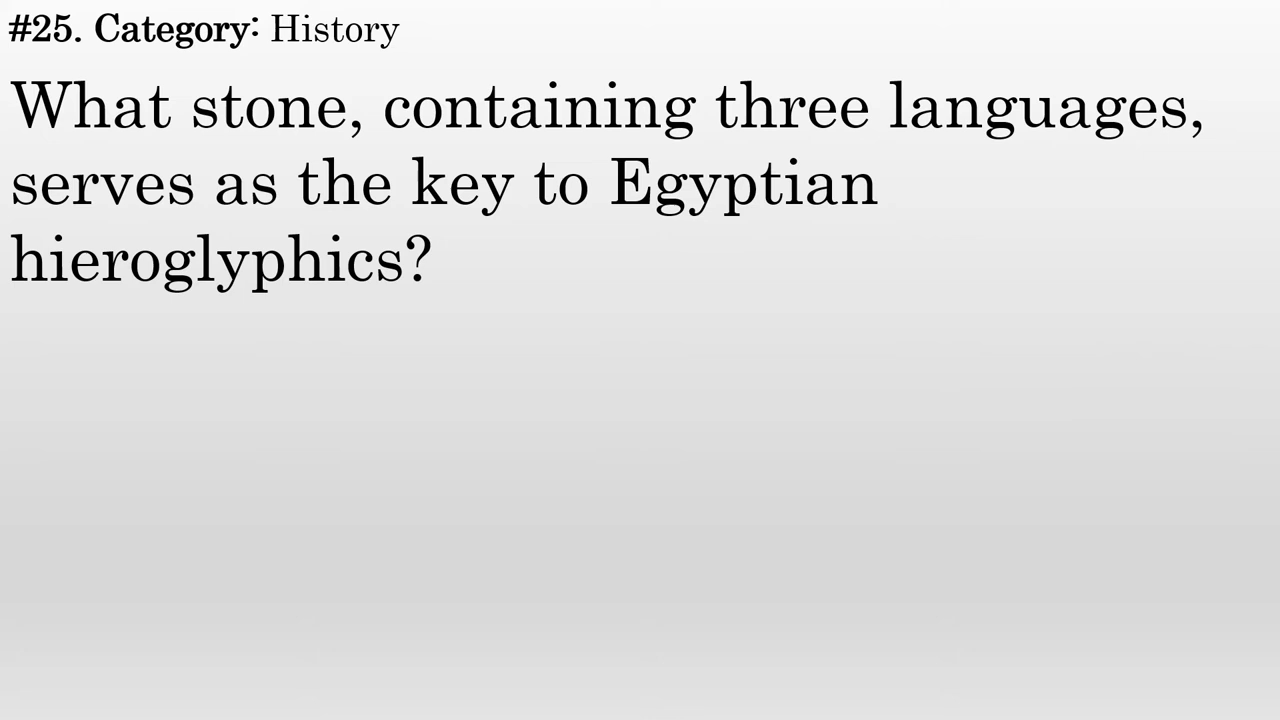 #25. Category: History
What stone, containing three languages,
serves as the key to Egyptian
hieroglyphics?